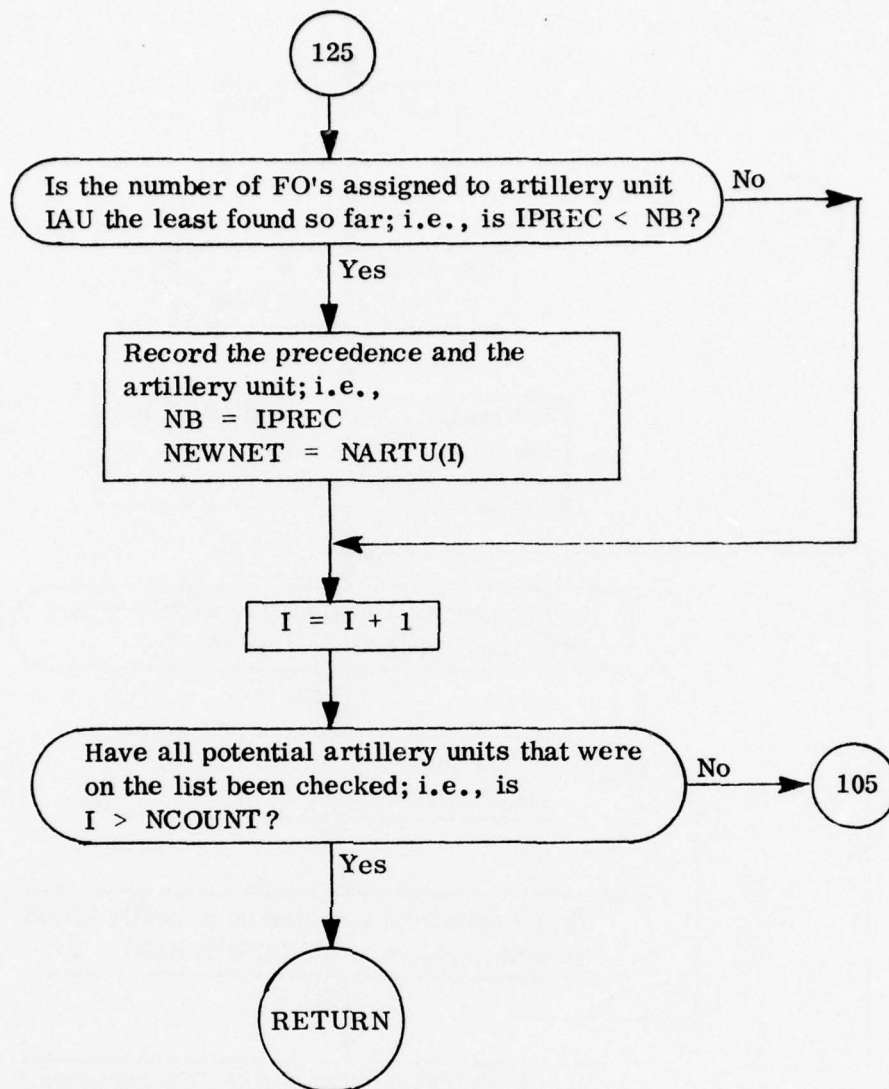 125
Is the number of FO's assigned to artillery unit
IAU the least found so far; i.e., is IPREC < NB?
No
Yes
Record the precedence and the
artillery unit; i.e.,
NB = IPREC
NEWNET = NARTU(I)
I = I + 1
Have all potential artillery units that were
on the list been checked; i.e., is
I > NCOUNT?
No
105
Yes
RETURN